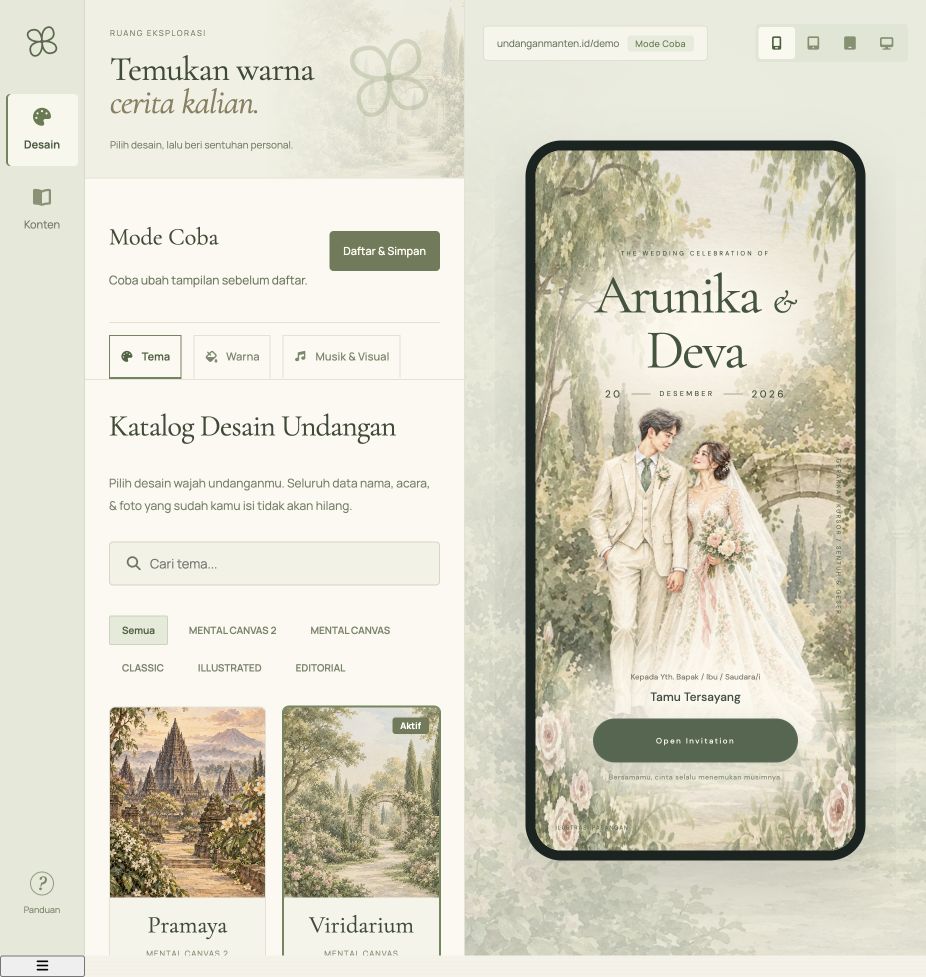 RUANG EKSPLORASI
Temukan warna
cerita kalian.
Pilih desain, lalu beri sentuhan personal.
Desain
Konten
Mode Coba
Daftar & Simpan
Coba ubah tampilan sebelum daftar.
Tema
Warna
Musik & Visual
Katalog Desain Undangan
Pilih desain wajah undanganmu. Seluruh data nama, acara,
& foto yang sudah kamu isi tidak akan hilang.
Cari tema...
Semua
MENTAL CANVAS 2
MENTAL CANVAS
CLASSIC
ILLUSTRATED
EDITORIAL
Aktif
Pramaya
MENTAL CANVAS 2
Viridarium
MENTAL CANVAS
?
Panduan
undanganmanten.id/demo
Mode Coba
THE WEDDING CELEBRATION OF
Arunika &
Deva
20 DESEMBER 2026
Kepada Yth. Bapak / Ibu / Saudara/i
Tamu Tersayang
Open Invitation
Bersamamu, cinta selalu menemukan musimnya